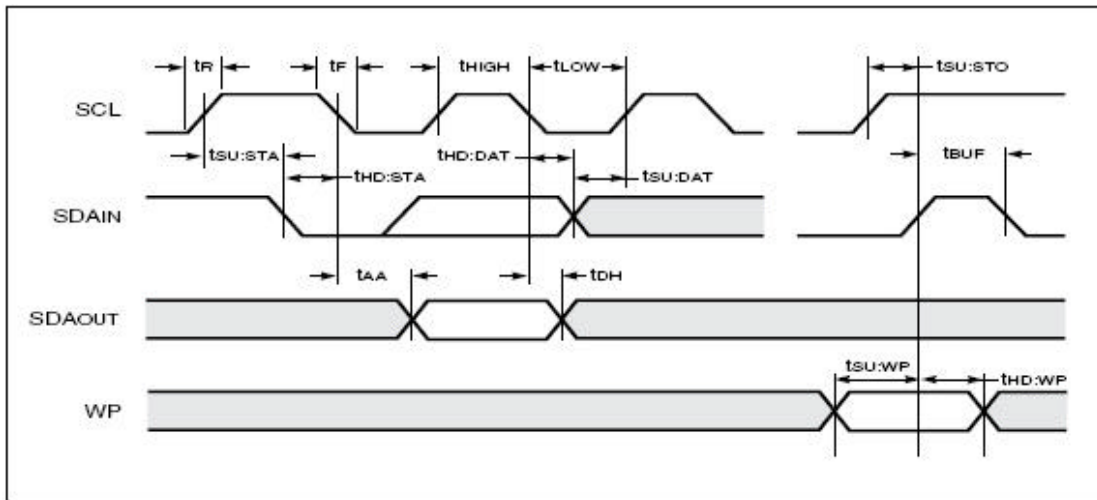 tR tF tHIGH tLOW tSU:STO
SCL
tSU:STA tHD:STA tHD:DAT tSU:DAT tBUF
SDAIN
tAA tDH
SDAOUT
tSU:WP tHD:WP
WP